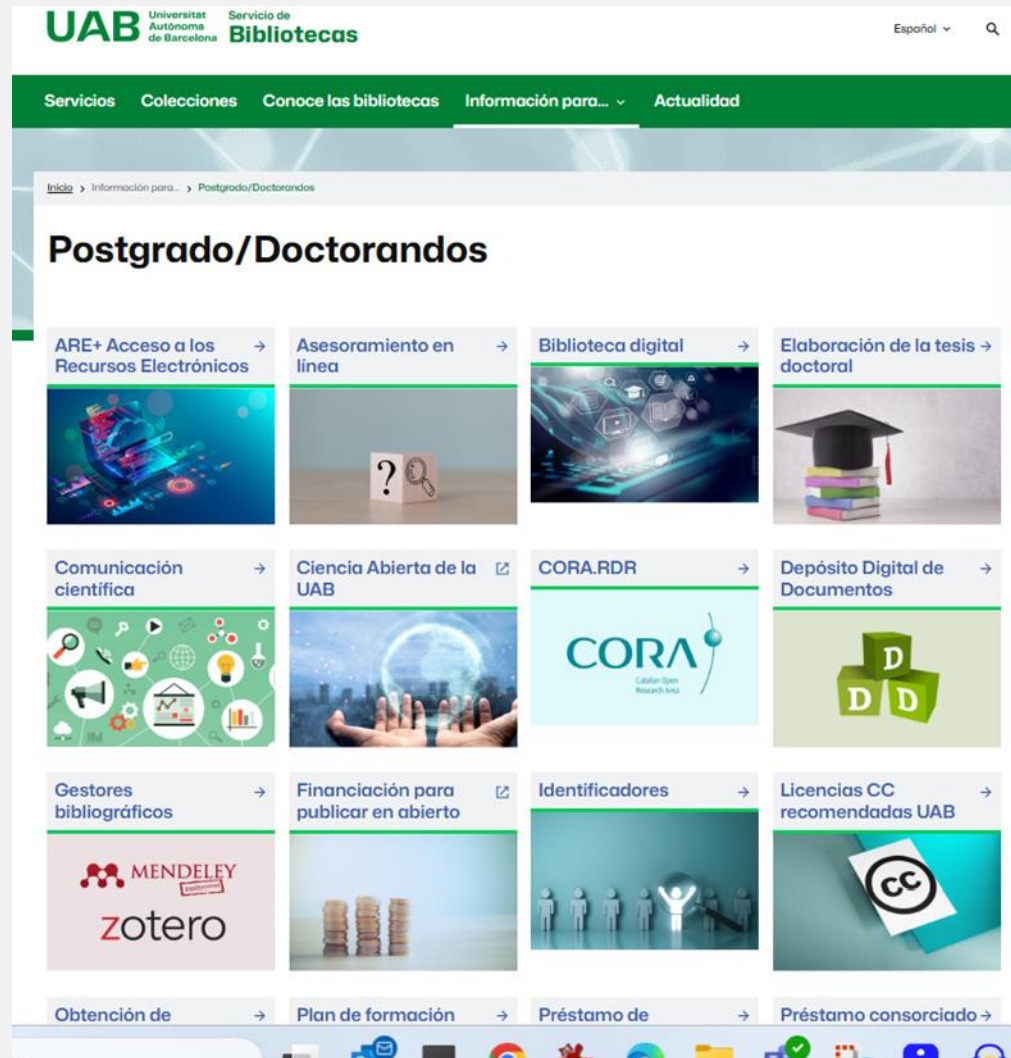 UAB Universitat Autònoma de Barcelona
Servicio de
Bibliotecas
Español
Servicios Colecciones Conoce las bibliotecas Información para... Actualidad
Inicio > Información para... > Postgrado/Doctorandos
Postgrado/Doctorandos
ARE+ Acceso a los
Recursos Electrónicos
Asesoramiento en
línea
?
Biblioteca digital
Elaboración de la tesis
doctoral
Comunicación
científica
Ciencia Abierta de la
UAB
CORA.RDR
CORA
Catalan Open
Research Area
Depósito Digital de
Documentos
D
D D
Gestores
bibliográficos
MENDELEY
zotero
Financiación para
publicar en abierto
Identificadores
Licencias CC
recomendadas UAB
cc
Obtención de
Plan de formación
Préstamo de
Préstamo consorciado